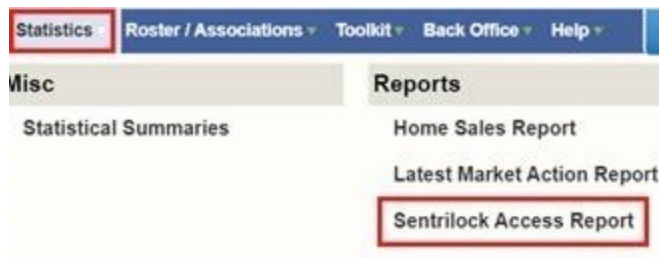 Statistics Roster / Associations Toolkit Back Office Help
Misc Reports
Statistical Summaries Home Sales Report
Latest Market Action Report
Sentrilock Access Report